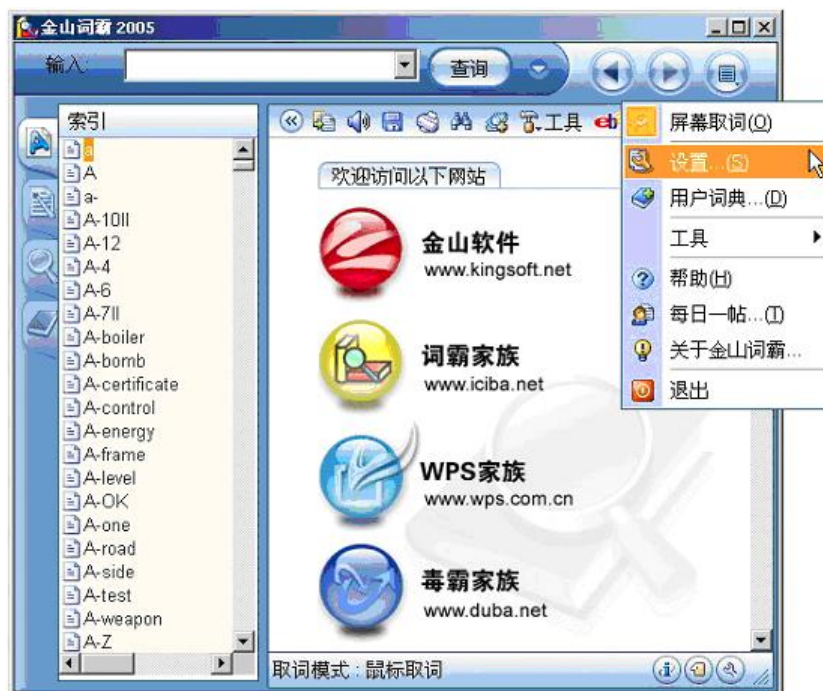 金山词霸 2005
输入:
查询
索引
a
A
a-
A-10II
A-12
A-4
A-6
A-7II
A-boiler
A-bomb
A-certificate
A-control
A-energy
A-frame
A-level
A-OK
A-one
A-road
A-side
A-test
A-weapon
A-Z
工具
eb
欢迎访问以下网站
金山软件
www.kingsoft.net
词霸家族
www.iciba.net
WPS家族
www.wps.com.cn
毒霸家族
www.duba.net
取词模式 : 鼠标取词
屏幕取词(O)
设置...(S)
用户词典...(D)
工具
帮助(H)
每日一帖...(T)
关于金山词霸...
退出